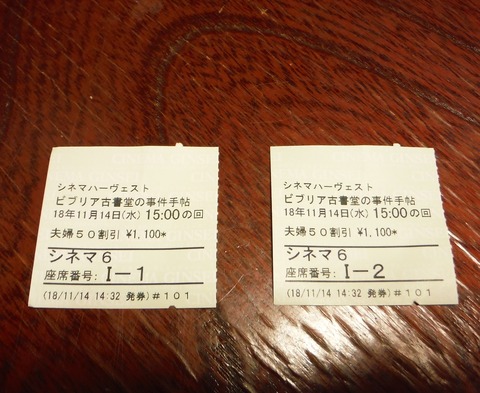 シネマハーヴェスト
ビブリア古書堂の事件手帖
18年11月14日(水) 15:00の回
夫婦50割引 ¥1,100*
シネマ6
座席番号: I－1
(18/11/14 14:32 発券)#101
シネマハーヴェスト
ビブリア古書堂の事件手帖
18年11月14日(水) 15:00の回
夫婦50割引 ¥1,100*
シネマ6
座席番号: I－2
(18/11/14 14:32 発券)#101